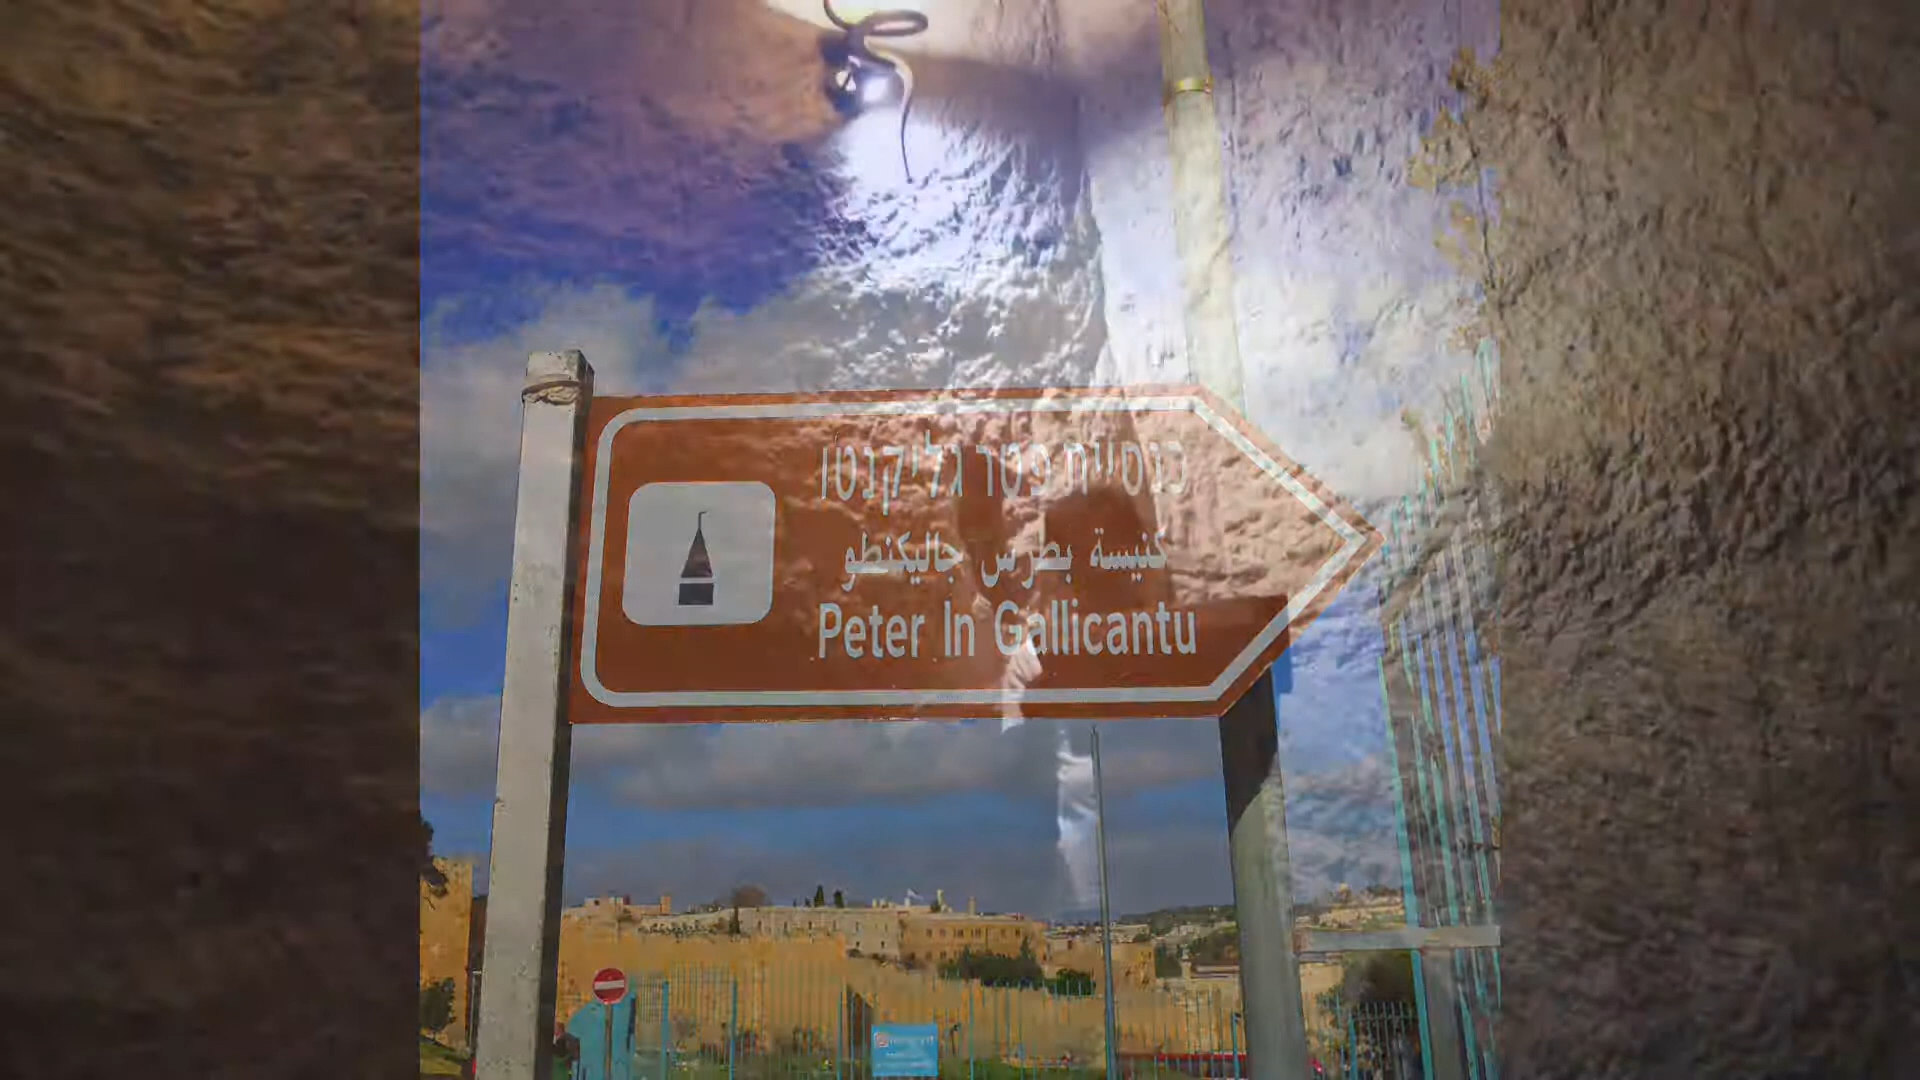 כנסיית פטר גליקנטו
كنيسة بطرس جاليكنطو
Peter In Gallicantu